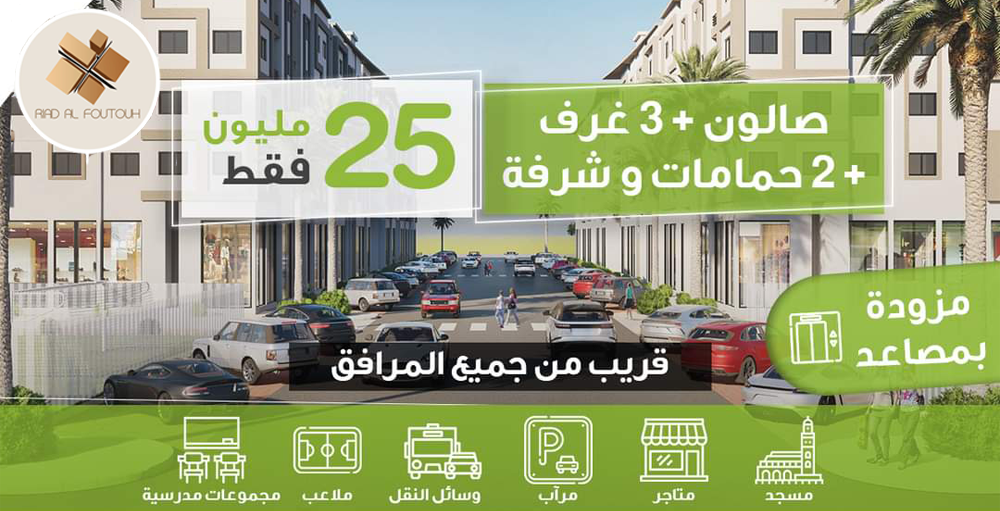 RIAD AL FOUTOUH
صالون + 3 غرف
+ 2 حمامات و شرفة
25 مليون
فقط
مزودة
بمصاعد
قريب من جميع المرافق
P
مسجد
متاجر
مرآب
وسائل النقل
ملاعب
مجموعات مدرسية